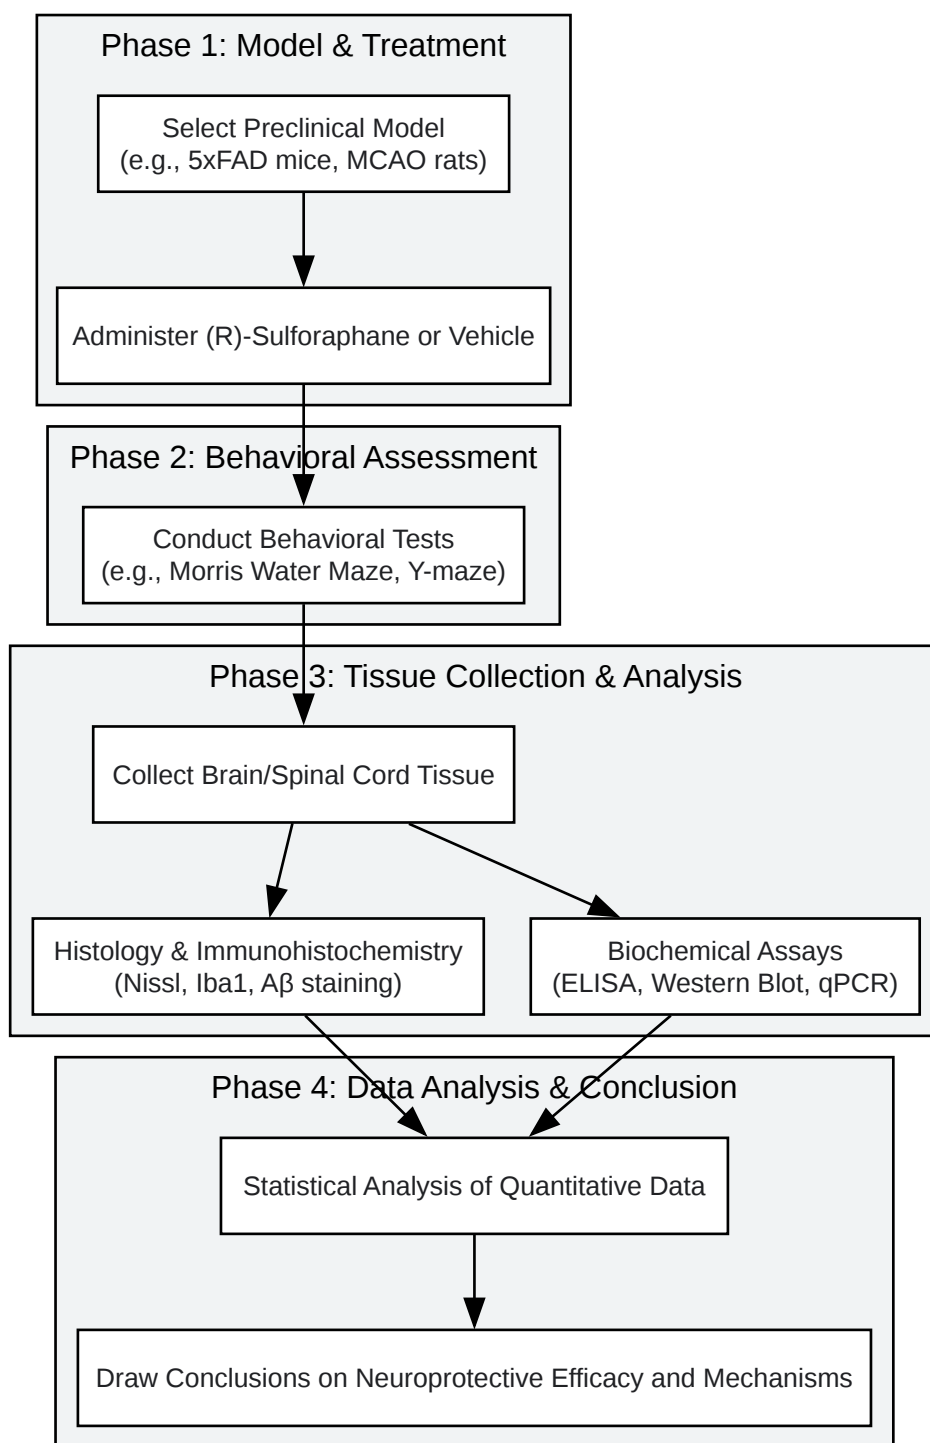 Phase 1: Model & Treatment
Select Preclinical Model
(e.g., 5xFAD mice, MCAO rats)
Administer (R)-Sulforaphane or Vehicle
Phase 2: Behavioral Assessment
Conduct Behavioral Tests
(e.g., Morris Water Maze, Y-maze)
Phase 3: Tissue Collection & Analysis
Collect Brain/Spinal Cord Tissue
Histology & Immunohistochemistry
(Nissl, Iba1, Aβ staining)
Biochemical Assays
(ELISA, Western Blot, qPCR)
Phase 4: Data Analysis & Conclusion
Statistical Analysis of Quantitative Data
Draw Conclusions on Neuroprotective Efficacy and Mechanisms